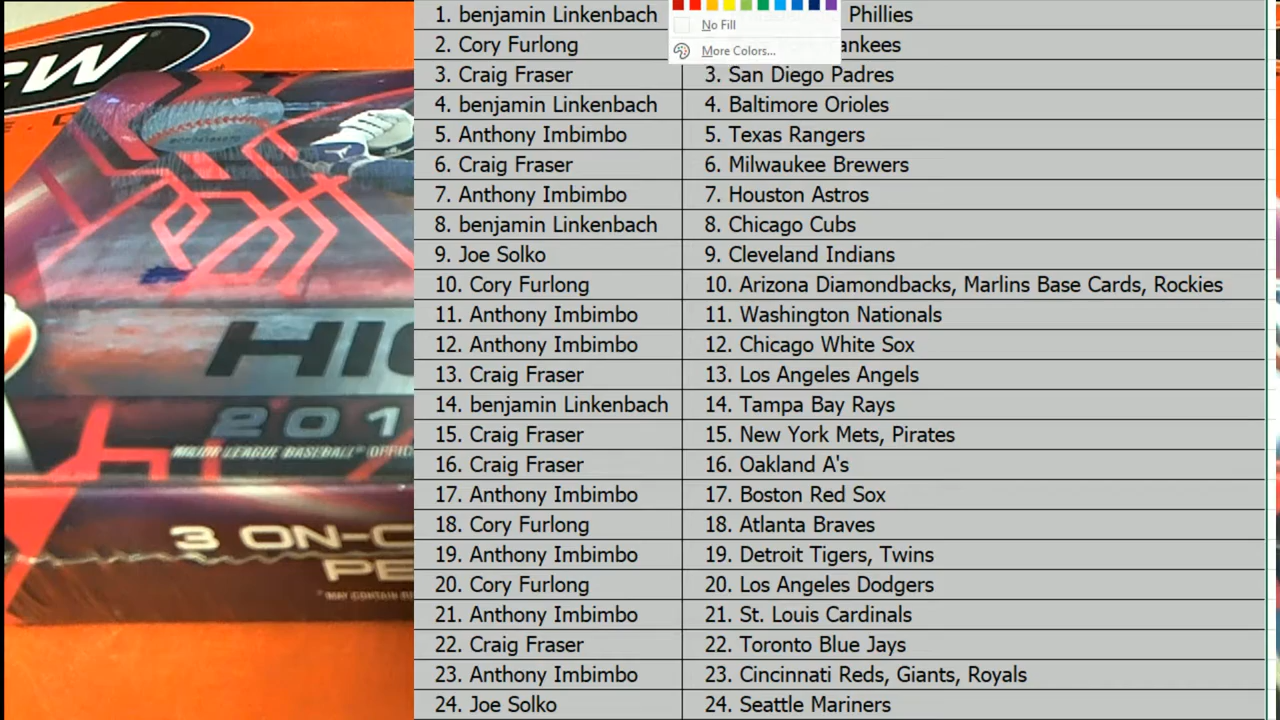 1. benjamin Linkenbach Phillies
No Fill
2. Cory Furlong
More Colors...
3. Craig Fraser 3. San Diego Padres
4. benjamin Linkenbach 4. Baltimore Orioles
5. Anthony Imbimbo 5. Texas Rangers
6. Craig Fraser 6. Milwaukee Brewers
7. Anthony Imbimbo 7. Houston Astros
8. benjamin Linkenbach 8. Chicago Cubs
9. Joe Solko 9. Cleveland Indians
10. Cory Furlong 10. Arizona Diamondbacks, Marlins Base Cards, Rockies
11. Anthony Imbimbo 11. Washington Nationals
12. Anthony Imbimbo 12. Chicago White Sox
13. Craig Fraser 13. Los Angeles Angels
14. benjamin Linkenbach 14. Tampa Bay Rays
15. Craig Fraser 15. New York Mets, Pirates
16. Craig Fraser 16. Oakland A's
17. Anthony Imbimbo 17. Boston Red Sox
18. Cory Furlong 18. Atlanta Braves
19. Anthony Imbimbo 19. Detroit Tigers, Twins
20. Cory Furlong 20. Los Angeles Dodgers
21. Anthony Imbimbo 21. St. Louis Cardinals
22. Craig Fraser 22. Toronto Blue Jays
23. Anthony Imbimbo 23. Cincinnati Reds, Giants, Royals
24. Joe Solko 24. Seattle Mariners
HIG
201
MAJOR LEAGUE BASEBALL
3 ON-C
PE